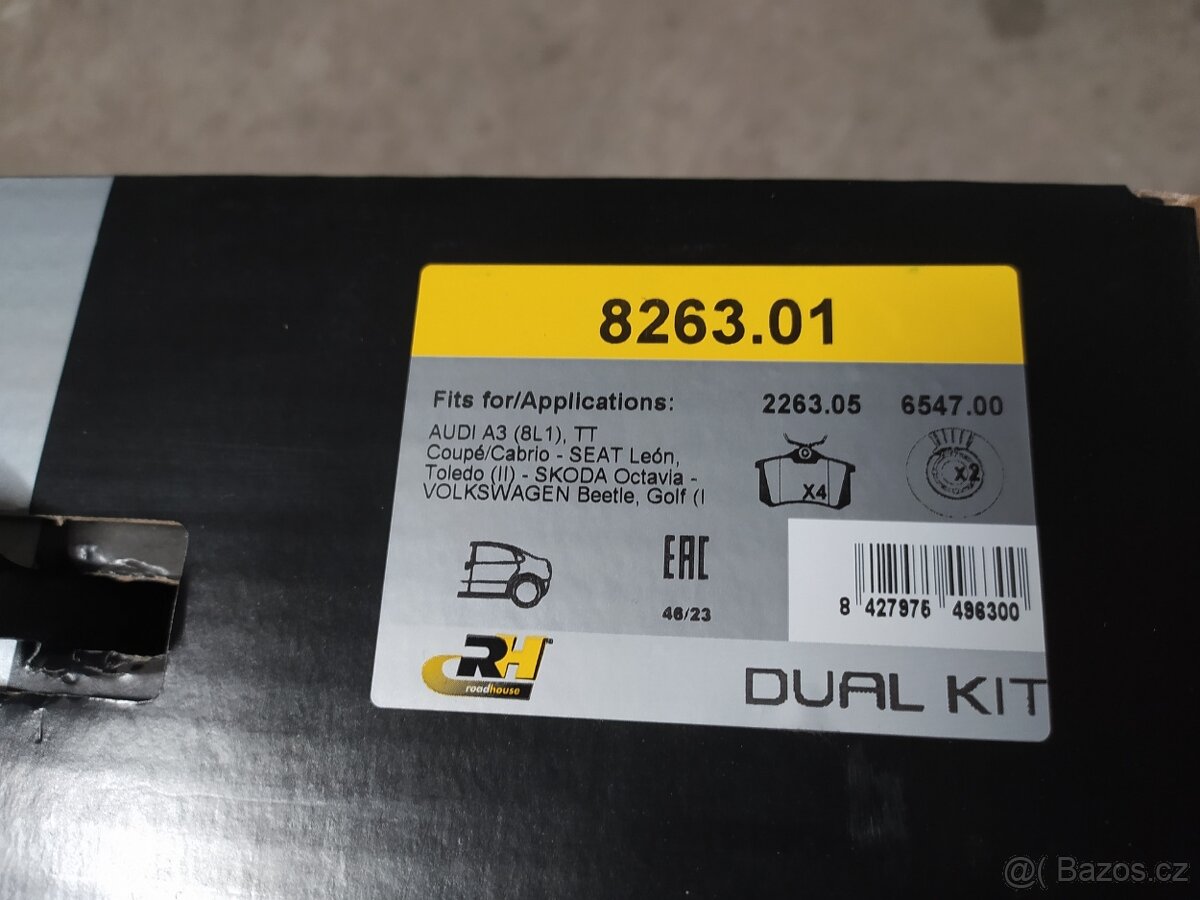 8263.01
Fits for/Applications:
2263.05 6547.00
AUDI A3 (8L1), TT
Coupé/Cabrio - SEAT León,
Toledo (II) - SKODA Octavia -
VOLKSWAGEN Beetle, Golf (I
X4
x2
EAC
46/23
8 427975 496300
RH
roadhouse
DUAL KIT
@( Bazos.cz